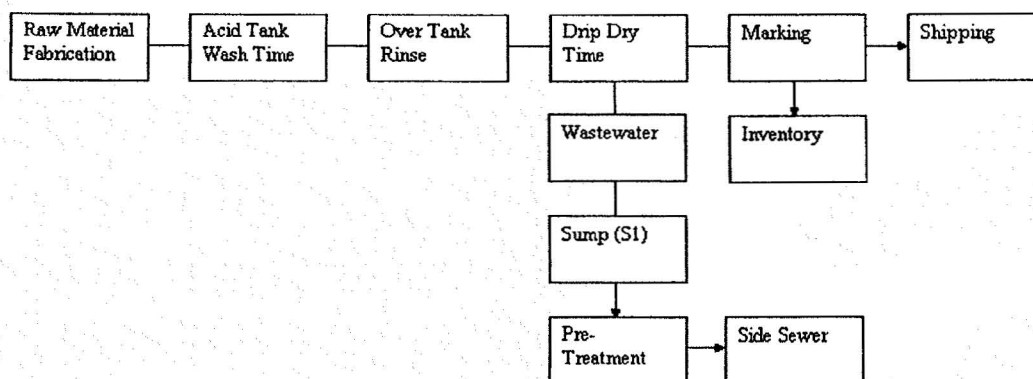 Raw Material
Fabrication
Acid Tank
Wash Time
Over Tank
Rinse
Drip Dry
Time
Marking
Shipping
Wastewater
Inventory
Sump (S1)
Pre-
Treatment
Side Sewer